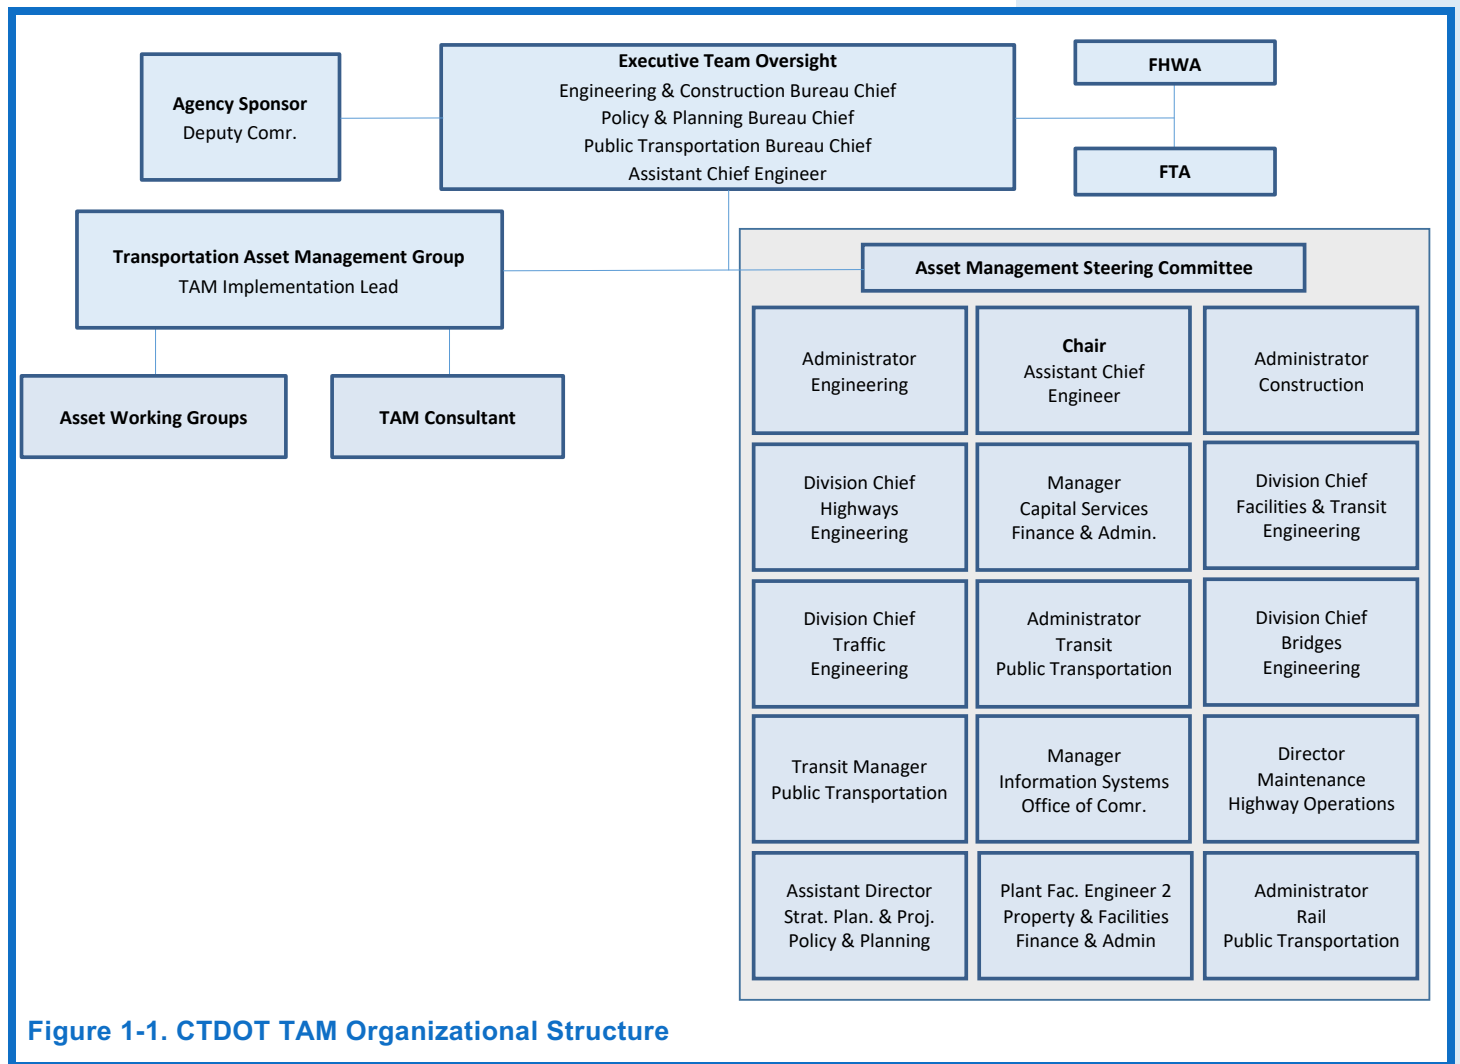 Agency Sponsor
Deputy Comr.
Executive Team Oversight
Engineering & Construction Bureau Chief
Policy & Planning Bureau Chief
Public Transportation Bureau Chief
Assistant Chief Engineer
FHWA
FTA
Transportation Asset Management Group
TAM Implementation Lead
Asset Working Groups
TAM Consultant
Asset Management Steering Committee
Administrator
Engineering
Chair
Assistant Chief
Engineer
Administrator
Construction
Division Chief
Highways
Engineering
Manager
Capital Services
Finance & Admin.
Division Chief
Facilities & Transit
Engineering
Division Chief
Traffic
Engineering
Administrator
Transit
Public Transportation
Division Chief
Bridges
Engineering
Transit Manager
Public Transportation
Manager
Information Systems
Office of Comr.
Director
Maintenance
Highway Operations
Assistant Director
Strat. Plan. & Proj.
Policy & Planning
Plant Fac. Engineer 2
Property & Facilities
Finance & Admin
Administrator
Rail
Public Transportation
Figure 1-1. CTDOT TAM Organizational Structure